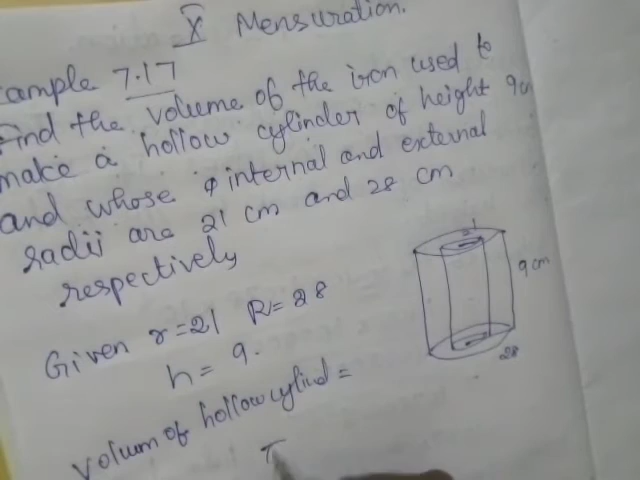 X Mensuration.
Example 7.17
Find the volume of the iron used to
make a hollow cylinder of height 9cm
and whose internal and external
radii are 21 cm and 28 cm
respectively
Given r=21 R=28
h = 9.
9cm
28
Volum of hollow cylind =